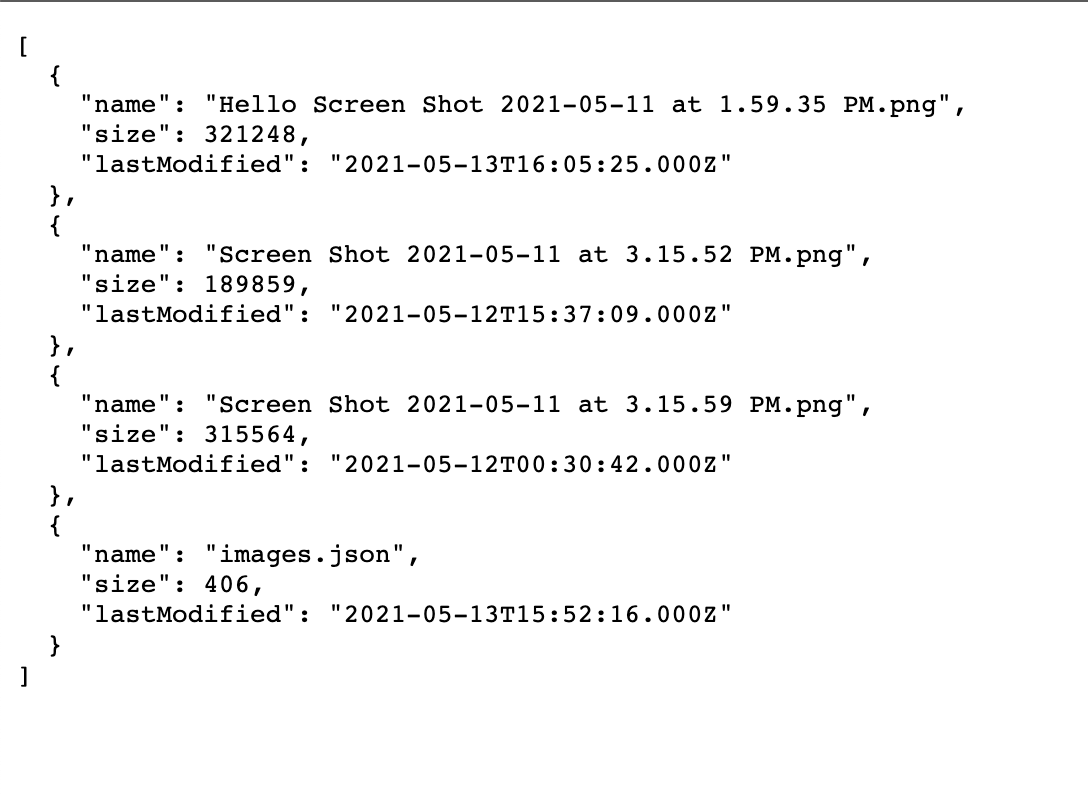 [
  {
    "name": "Hello Screen Shot 2021-05-11 at 1.59.35 PM.png",
    "size": 321248,
    "lastModified": "2021-05-13T16:05:25.000Z"
  },
  {
    "name": "Screen Shot 2021-05-11 at 3.15.52 PM.png",
    "size": 189859,
    "lastModified": "2021-05-12T15:37:09.000Z"
  },
  {
    "name": "Screen Shot 2021-05-11 at 3.15.59 PM.png",
    "size": 315564,
    "lastModified": "2021-05-12T00:30:42.000Z"
  },
  {
    "name": "images.json",
    "size": 406,
    "lastModified": "2021-05-13T15:52:16.000Z"
  }
]